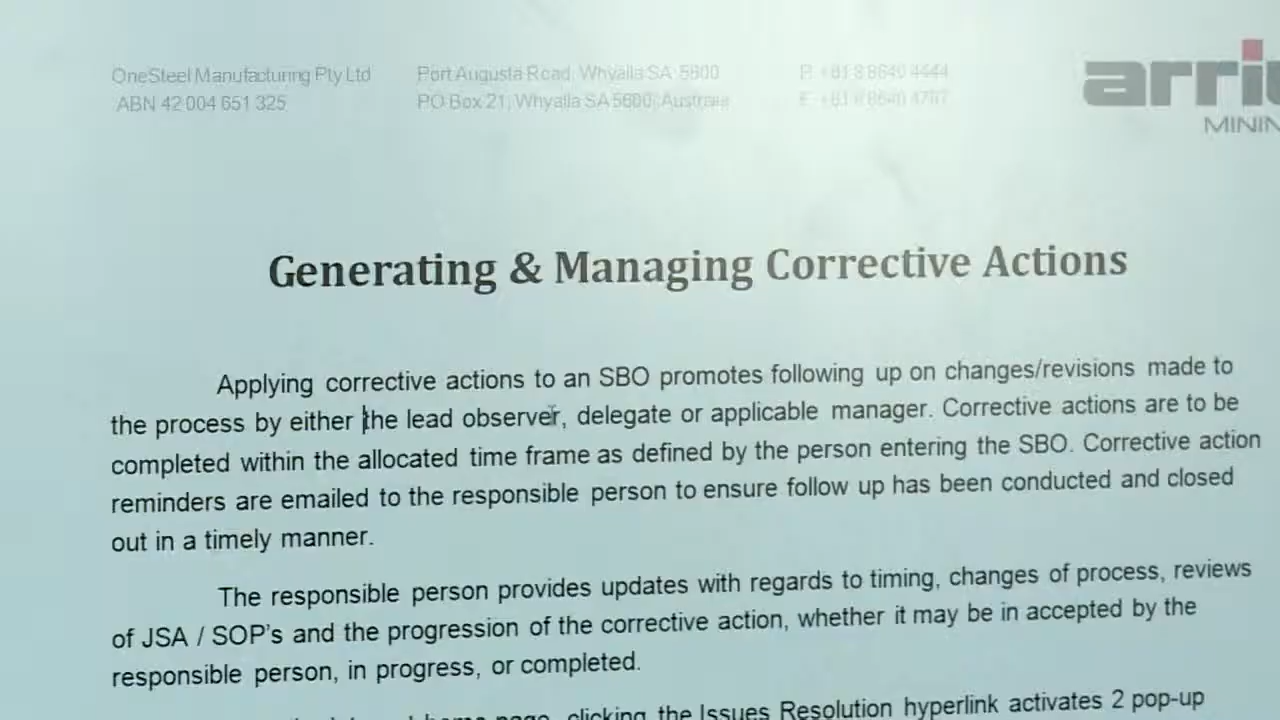 OneSteel Manufacturing Pty Ltd
ABN 42 004 651 325
Port Augusta Road, Whyalla SA 5600
PO Box 21, Whyalla SA 5600, Australia
P +61 8 8640 4444
MININ
Generating & Managing Corrective Actions
Applying corrective actions to an SBO promotes following up on changes/revisions made to
the process by either the lead observer, delegate or applicable manager. Corrective actions are to be
completed within the allocated time frame as defined by the person entering the SBO. Corrective action
reminders are emailed to the responsible person to ensure follow up has been conducted and closed
out in a timely manner.
The responsible person provides updates with regards to timing, changes of process, reviews
of JSA / SOP's and the progression of the corrective action, whether it may be in accepted by the
responsible person, in progress, or completed.
page, clicking the Issues Resolution hyperlink activates 2 pop-up